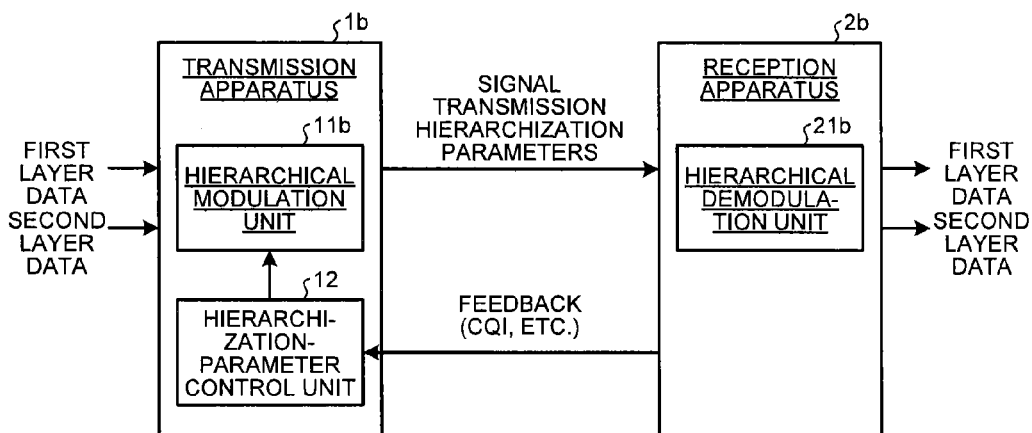 1b
2b
TRANSMISSION
APPARATUS
RECEPTION
APPARATUS
SIGNAL
TRANSMISSION
HIERARCHIZATION
PARAMETERS
11b
21b
FIRST
LAYER
DATA
SECOND
LAYER
DATA
HIERARCHICAL
MODULATION
UNIT
HIERARCHICAL
DEMODULA-
TION UNIT
FIRST
LAYER
DATA
SECOND
LAYER
DATA
12
HIERARCHI-
ZATION-
PARAMETER
CONTROL UNIT
FEEDBACK
(CQI, ETC.)